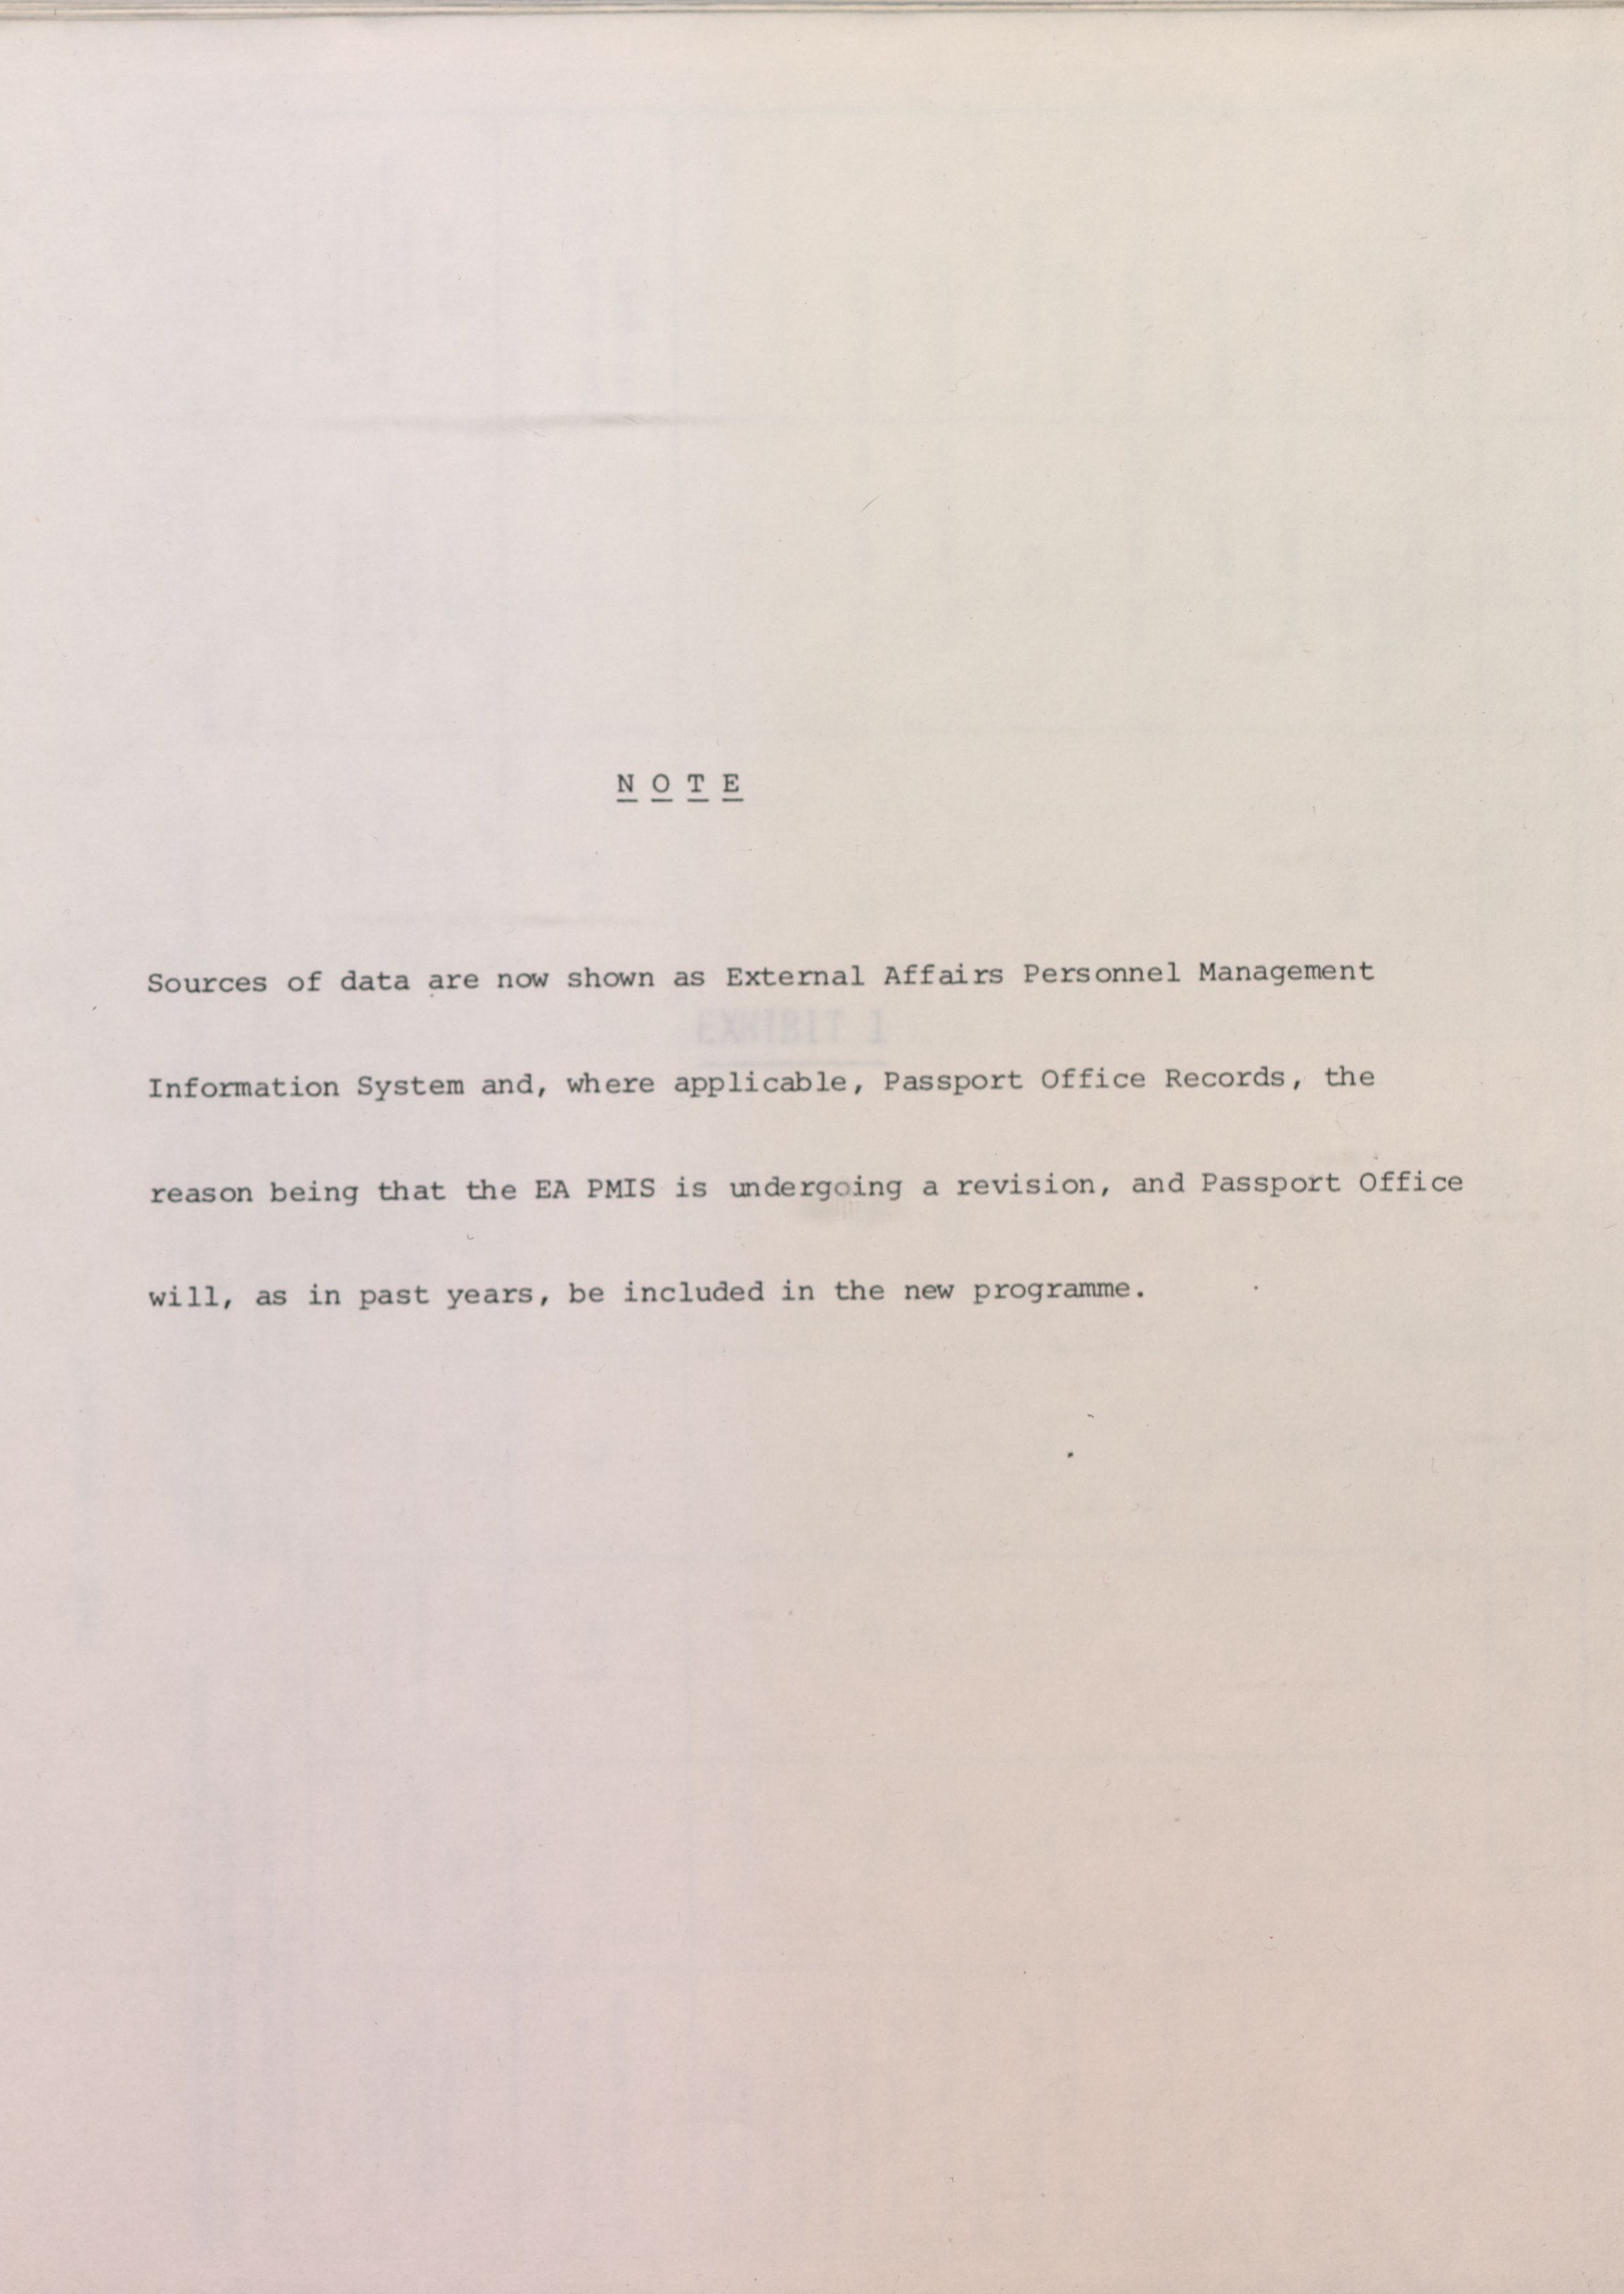 N O T E
Sources of data are now shown as External Affairs Personnel Management
EXHIBIT 1
Information System and, where applicable, Passport Office Records, the
reason being that the EA PMIS is undergoing a revision, and Passport Office
will, as in past years, be included in the new programme.